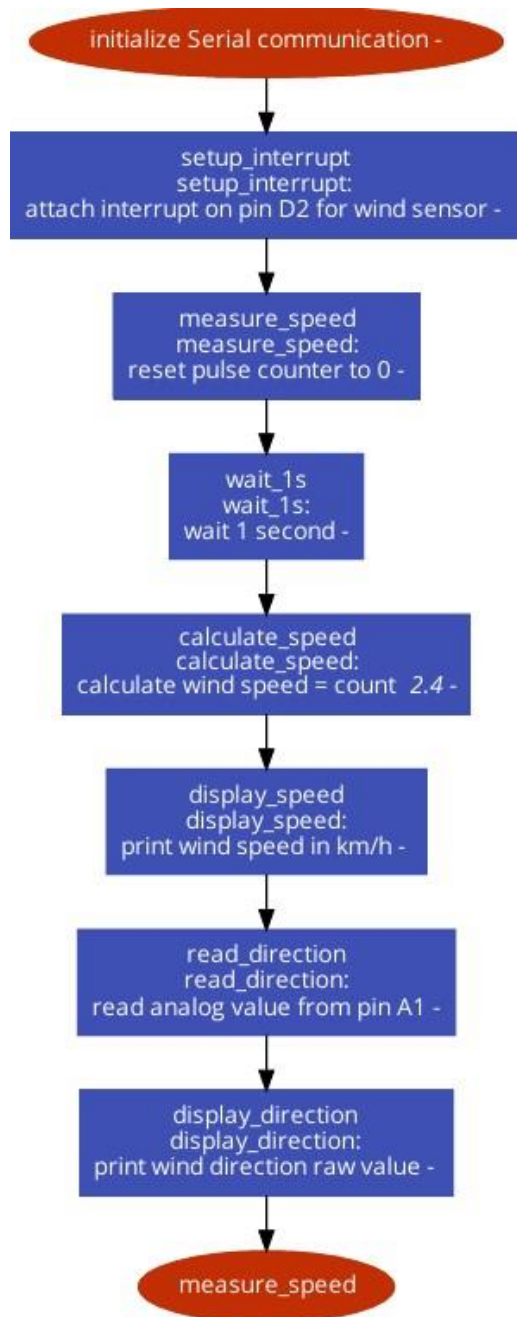 initialize Serial communication -
setup_interrupt
setup_interrupt:
attach interrupt on pin D2 for wind sensor -
measure_speed
measure_speed:
reset pulse counter to 0 -
wait_1s
wait_1s:
wait 1 second -
calculate_speed
calculate_speed:
calculate wind speed = count  2.4 -
display_speed
display_speed:
print wind speed in km/h -
read_direction
read_direction:
read analog value from pin A1 -
display_direction
display_direction:
print wind direction raw value -
measure_speed